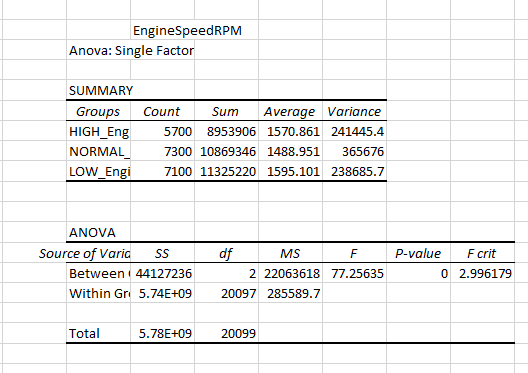 EngineSpeedRPM
Anova: Single Factor
SUMMARY
Groups Count Sum Average Variance
HIGH_Eng 5700 8953906 1570.861 241445.4
NORMAL_ 7300 10869346 1488.951 365676
LOW_Engi 7100 11325220 1595.101 238685.7
ANOVA
Source of Varia SS df MS F P-value F crit
Between 44127236 2 22063618 77.25635 0 2.996179
Within Gr 5.74E+09 20097 285589.7
Total 5.78E+09 20099